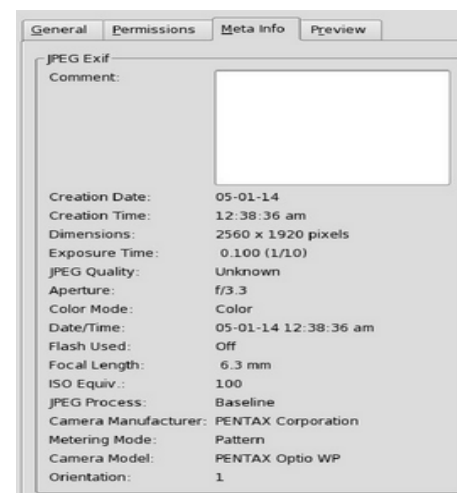 General Permissions Meta Info Preview
JPEG Exif
Comment:
Creation Date: 05-01-14
Creation Time: 12:38:36 am
Dimensions: 2560 x 1920 pixels
Exposure Time: 0.100 (1/10)
JPEG Quality: Unknown
Aperture: f/3.3
Color Mode: Color
Date/Time: 05-01-14 12:38:36 am
Flash Used: Off
Focal Length: 6.3 mm
ISO Equiv.: 100
JPEG Process: Baseline
Camera Manufacturer: PENTAX Corporation
Metering Mode: Pattern
Camera Model: PENTAX Optio WP
Orientation: 1